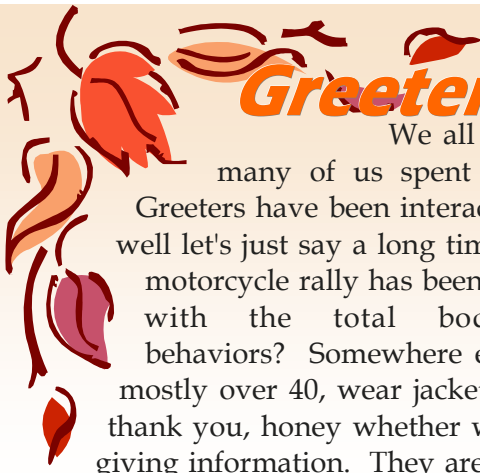 Greeter
We all
many of us spent
Greeters have been interac
well let's just say a long tim
motorcycle rally has been
with the total boc
behaviors? Somewhere e
mostly over 40, wear jacket
thank you, honey whether w
giving information. They are